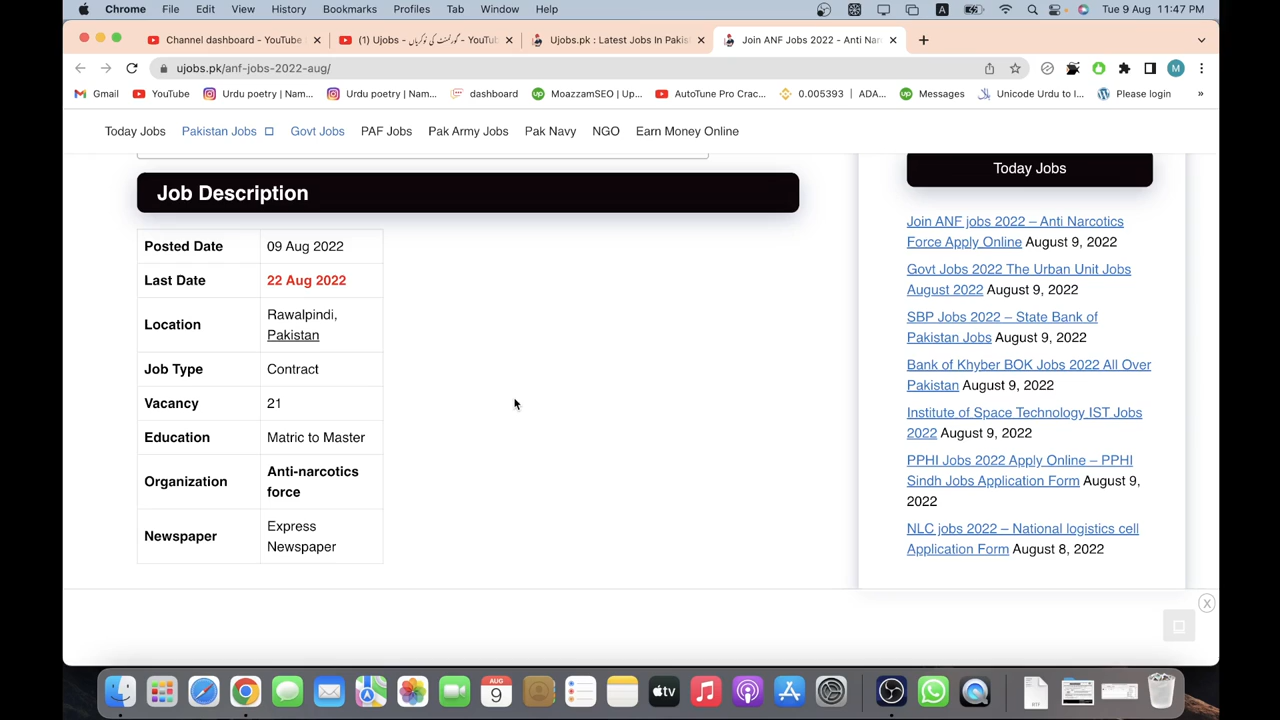 Chrome File Edit View History Bookmarks Profiles Tab Window Help A Tue 9 Aug 11:47 PM
Channel dashboard - YouTube
(1) Ujobs - گورنمنٹ کی نوکریاں - YouTu
Ujobs.pk : Latest Jobs In Pakis
Join ANF Jobs 2022 - Anti Nar
ujobs.pk/anf-jobs-2022-aug/
M
Gmail YouTube Urdu poetry | Nam... Urdu poetry | Nam... dashboard MoazzamSEO | Up... AutoTune Pro Crac... 0.005393 | ADA... Messages Unicode Urdu to I... Please login »
Today Jobs Pakistan Jobs Govt Jobs PAF Jobs Pak Army Jobs Pak Navy NGO Earn Money Online
Job Description
Posted Date 09 Aug 2022
Last Date 22 Aug 2022
Location Rawalpindi,
Pakistan
Job Type Contract
Vacancy 21
Education Matric to Master
Organization Anti-narcotics
force
Newspaper Express
Newspaper
Today Jobs
Join ANF jobs 2022 – Anti Narcotics
Force Apply Online August 9, 2022
Govt Jobs 2022 The Urban Unit Jobs
August 2022 August 9, 2022
SBP Jobs 2022 – State Bank of
Pakistan Jobs August 9, 2022
Bank of Khyber BOK Jobs 2022 All Over
Pakistan August 9, 2022
Institute of Space Technology IST Jobs
2022 August 9, 2022
PPHI Jobs 2022 Apply Online – PPHI
Sindh Jobs Application Form August 9,
2022
NLC jobs 2022 – National logistics cell
Application Form August 8, 2022
X
AUG
9
tv